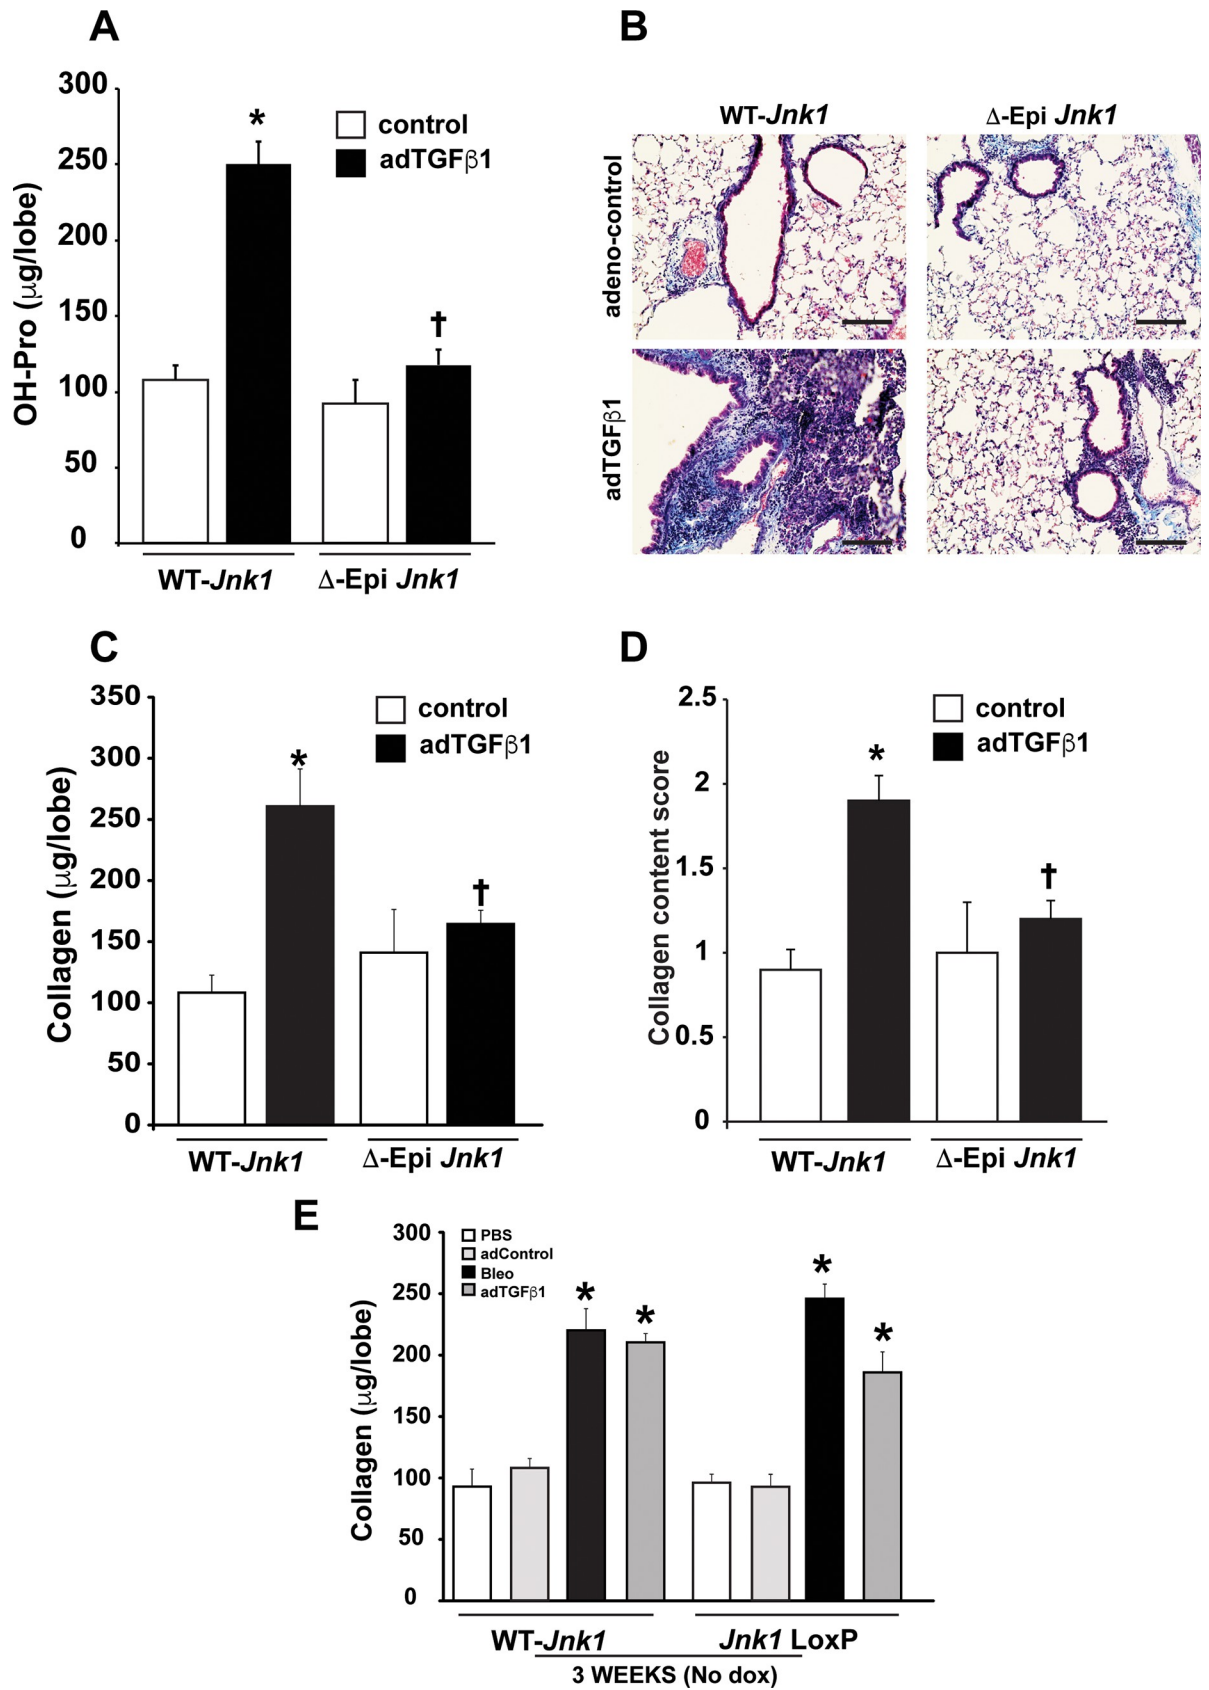 A
300
250
200
150
100
50
0
OH-Pro (μg/lobe)
control
adTGFβ1
*
†
WT-Jnk1
Δ-Epi Jnk1
B
WT-Jnk1
Δ-Epi Jnk1
adeno-control
adTGFβ1
C
350
300
250
200
150
100
50
0
Collagen (μg/lobe)
control
adTGFβ1
*
†
WT-Jnk1
Δ-Epi Jnk1
D
2.5
2
1.5
1
0.5
0
Collagen content score
control
adTGFβ1
*
†
WT-Jnk1
Δ-Epi Jnk1
E
300
250
200
150
100
50
0
Collagen (μg/lobe)
PBS
adControl
Bleo
adTGFβ1
*
*
*
*
WT-Jnk1
Jnk1 LoxP
3 WEEKS (No dox)